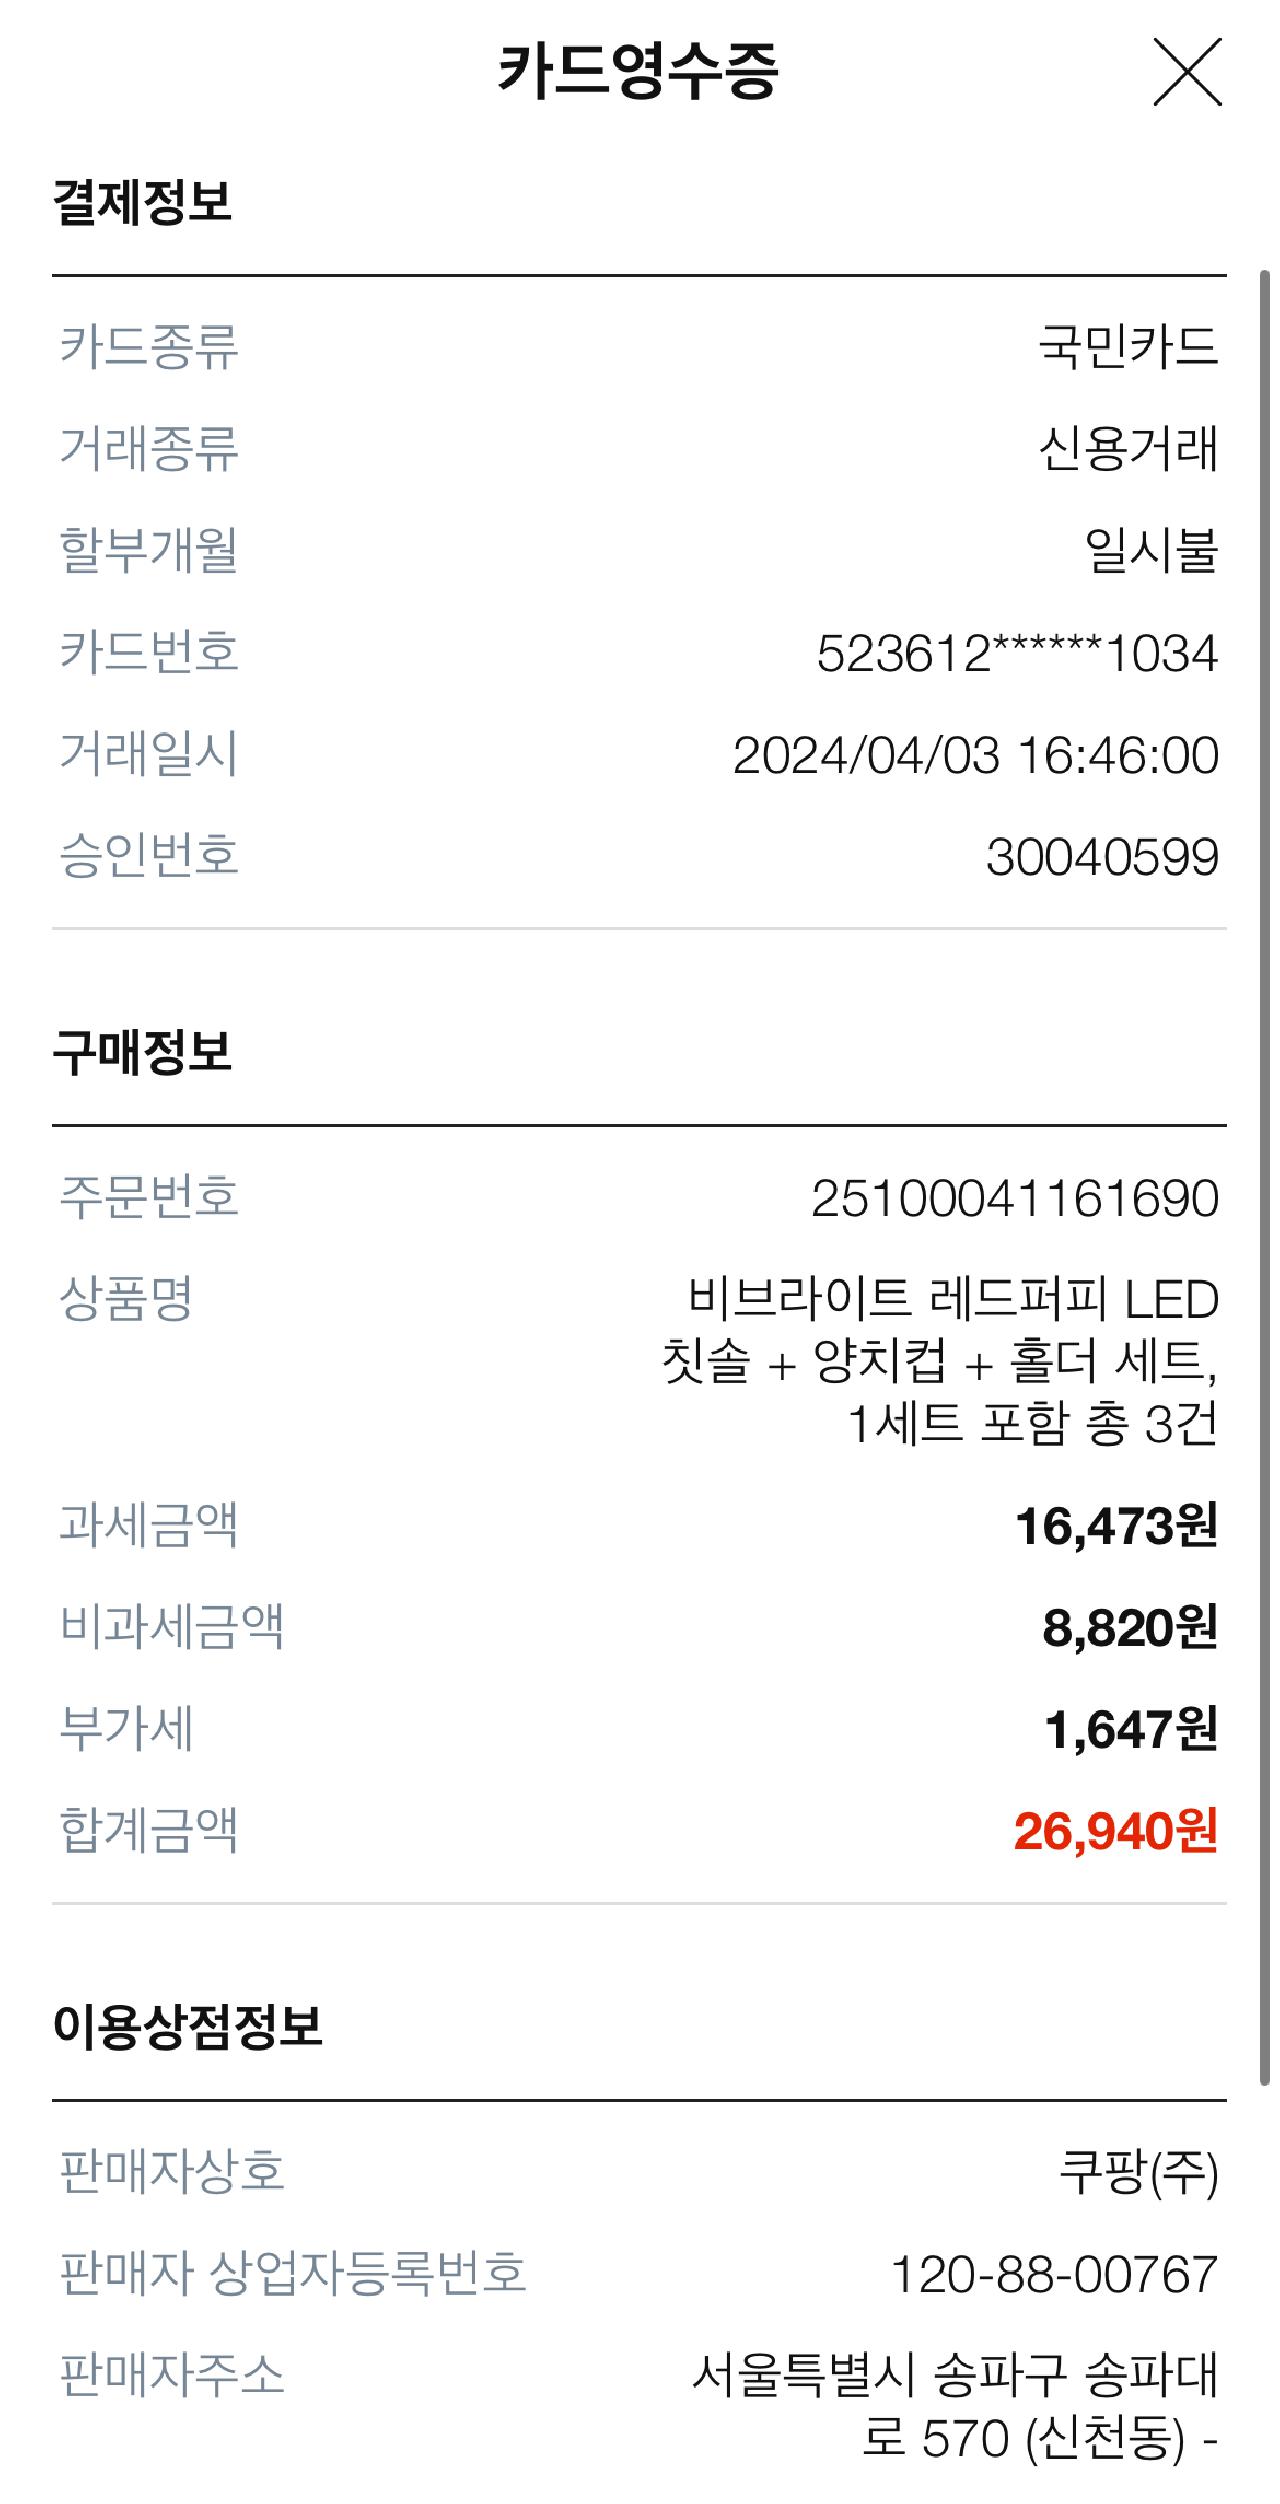 카드영수증
결제정보
카드종류 국민카드
거래종류 신용거래
할부개월 일시불
카드번호 523612******1034
거래일시 2024/04/03 16:46:00
승인번호 30040599
구매정보
주문번호 25100041161690
상품명 비브라이트 레드퍼피 LED
칫솔 + 양치컵 + 홀더 세트,
1세트 포함 총 3건
과세금액 16,473원
비과세금액 8,820원
부가세 1,647원
합계금액 26,940원
이용상점정보
판매자상호 쿠팡(주)
판매자 상업자등록번호 120-88-00767
판매자주소 서울특별시 송파구 송파대
로 570 (신천동) -